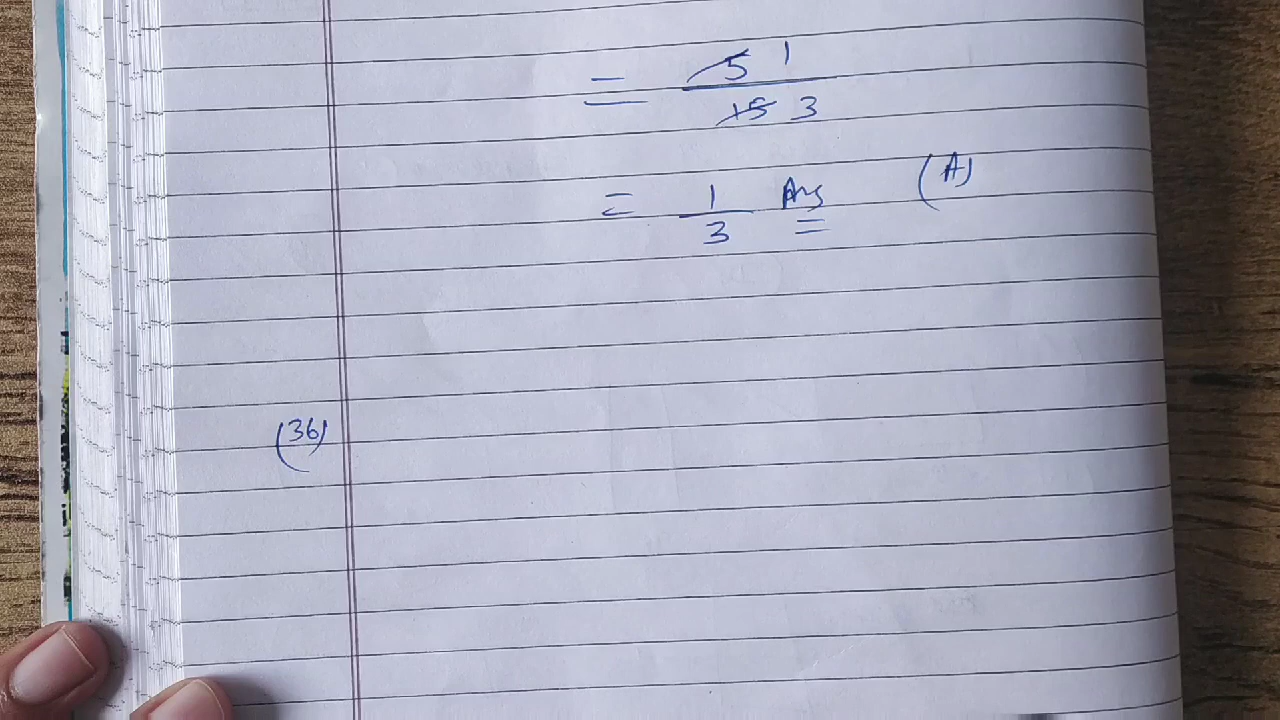 = 5 1
15 3
= 1 Ans (A)
3
(36)